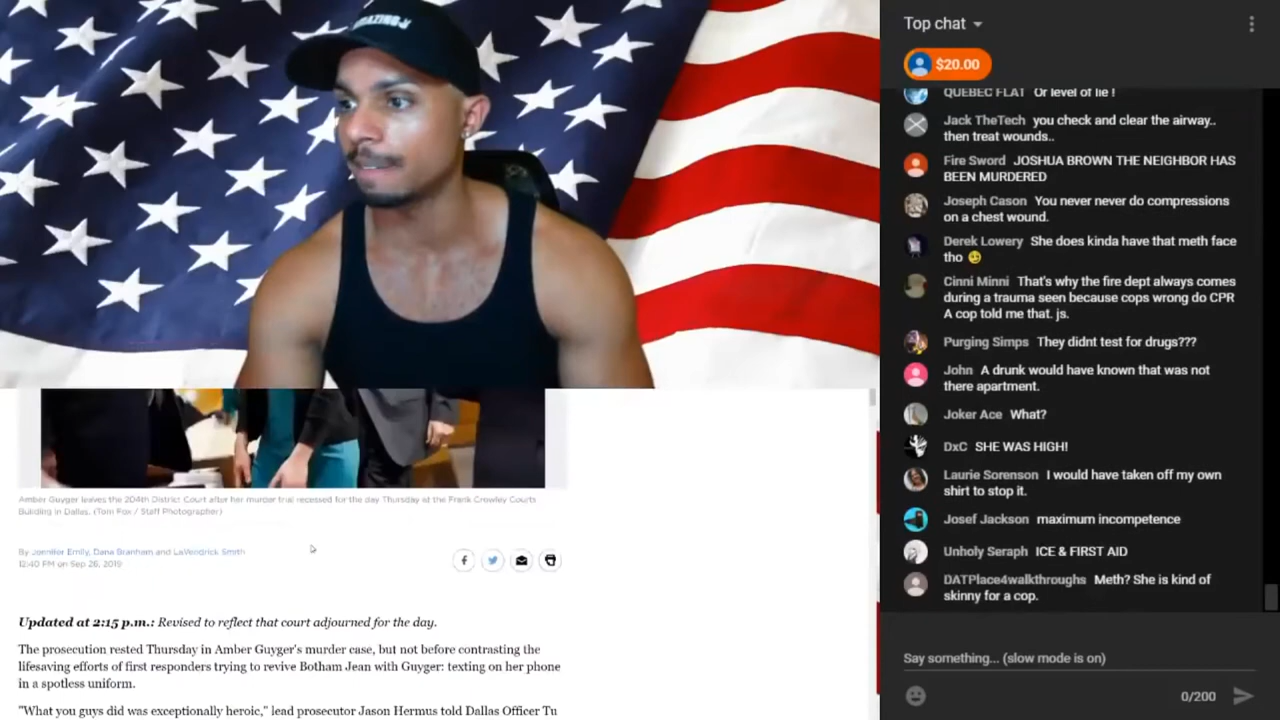 Top chat
$20.00
QUEBEC FLAT Or level of lie !
Jack TheTech you check and clear the airway..
then treat wounds..
Fire Sword JOSHUA BROWN THE NEIGHBOR HAS
BEEN MURDERED
Joseph Cason You never never do compressions
on a chest wound.
Derek Lowery She does kinda have that meth face
tho
Cinni Minni That's why the fire dept always comes
during a trauma seen because cops wrong do CPR
A cop told me that. js.
Purging Simps They didnt test for drugs???
John A drunk would have known that was not
there apartment.
Joker Ace What?
DxC SHE WAS HIGH!
Laurie Sorenson I would have taken off my own
shirt to stop it.
Josef Jackson maximum incompetence
Unholy Seraph ICE & FIRST AID
DATPlace4walkthroughs Meth? She is kind of
skinny for a cop.
Say something... (slow mode is on)
0/200
Amber Guyger leaves the 204th District Court after her murder trial recessed for the day Thursday at the Frank Crowley Courts
Building in Dallas. (Tom Fox / Staff Photographer)
By Jennifer Emily, Dana Branham and LaVendrick Smith
12:40 PM on Sep 26, 2019
Updated at 2:15 p.m.: Revised to reflect that court adjourned for the day.
The prosecution rested Thursday in Amber Guyger's murder case, but not before contrasting the
lifesaving efforts of first responders trying to revive Botham Jean with Guyger: texting on her phone
in a spotless uniform.
"What you guys did was exceptionally heroic," lead prosecutor Jason Hermus told Dallas Officer Tu